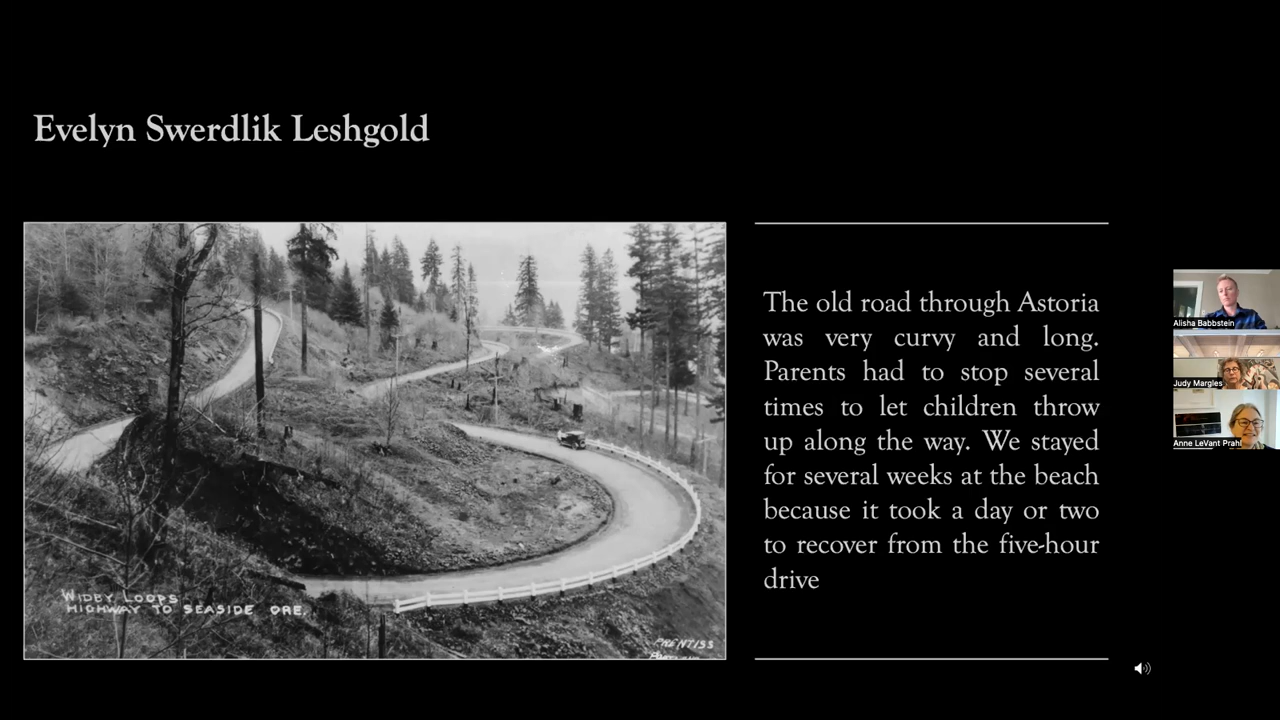 Evelyn Swerdlik Leshgold
The old road through Astoria
was very curvy and long.
Parents had to stop several
times to let children throw
up along the way. We stayed
for several weeks at the beach
because it took a day or two
to recover from the five-hour
drive
WIDBY LOOPS
HIGHWAY TO SEASIDE ORE.
PRENTISS
Alisha Babbstein
Judy Margles
Anne LeVant Prahl